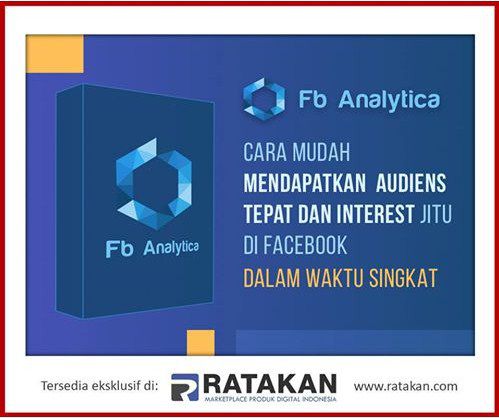 Fb Analytica
Fb Analytica
CARA MUDAH
MENDAPATKAN AUDIENS
TEPAT DAN INTEREST JITU
DI FACEBOOK
DALAM WAKTU SINGKAT
Tersedia eksklusif di:
RATAKAN
MARKETPLACE PRODUK DIGITAL INDONESIA
www.ratakan.com